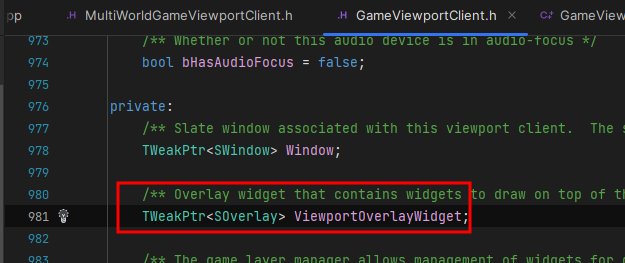 pp MultiWorldGameViewportClient.h GameViewportClient.h GameView
973 /** Whether or not this audio device is in audio-focus */
974 bool bHasAudioFocus = false;
975
976 private:
977 /** Slate window associated with this viewport client. The s
978 TWeakPtr<SWindow> Window;
979
980 /** Overlay widget that contains widgets to draw on top of th
981 TWeakPtr<SOverlay> ViewportOverlayWidget;
982
983 /** The game layer manager allows management of widgets for d